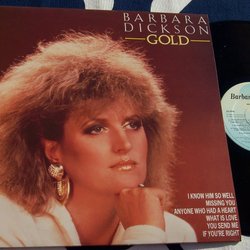 BARBARA
DICKSON
—GOLD—
I KNOW HIM SO WELL
MISSING YOU
ANYONE WHO HAD A HEART
WHAT IS LOVE
YOU SEND ME
IF YOU'RE RIGHT
Barbar